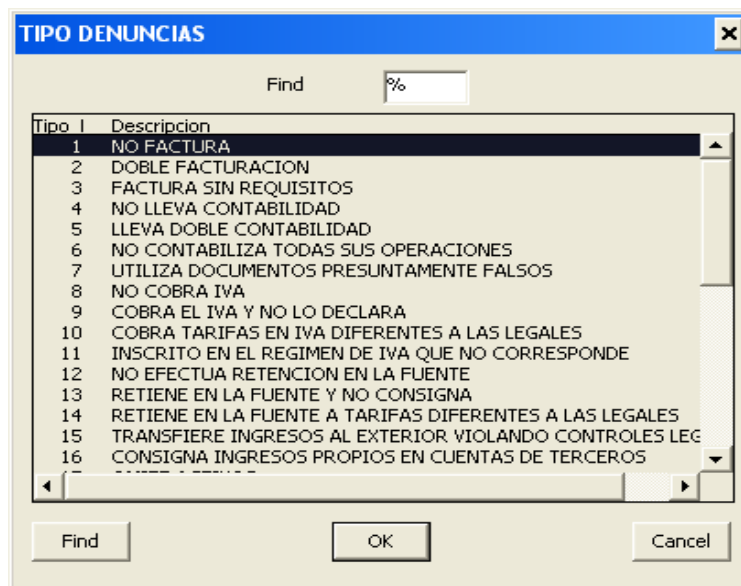 TIPO DENUNCIAS
Find %
Tipo I Descripcion
1 NO FACTURA
2 DOBLE FACTURACION
3 FACTURA SIN REQUISITOS
4 NO LLEVA CONTABILIDAD
5 LLEVA DOBLE CONTABILIDAD
6 NO CONTABILIZA TODAS SUS OPERACIONES
7 UTILIZA DOCUMENTOS PRESUNTAMENTE FALSOS
8 NO COBRA IVA
9 COBRA EL IVA Y NO LO DECLARA
10 COBRA TARIFAS EN IVA DIFERENTES A LAS LEGALES
11 INSCRITO EN EL REGIMEN DE IVA QUE NO CORRESPONDE
12 NO EFECTUA RETENCION EN LA FUENTE
13 RETIENE EN LA FUENTE Y NO CONSIGNA
14 RETIENE EN LA FUENTE A TARIFAS DIFERENTES A LAS LEGALES
15 TRANSFIERE INGRESOS AL EXTERIOR VIOLANDO CONTROLES LEG
16 CONSIGNA INGRESOS PROPIOS EN CUENTAS DE TERCEROS
Find OK Cancel